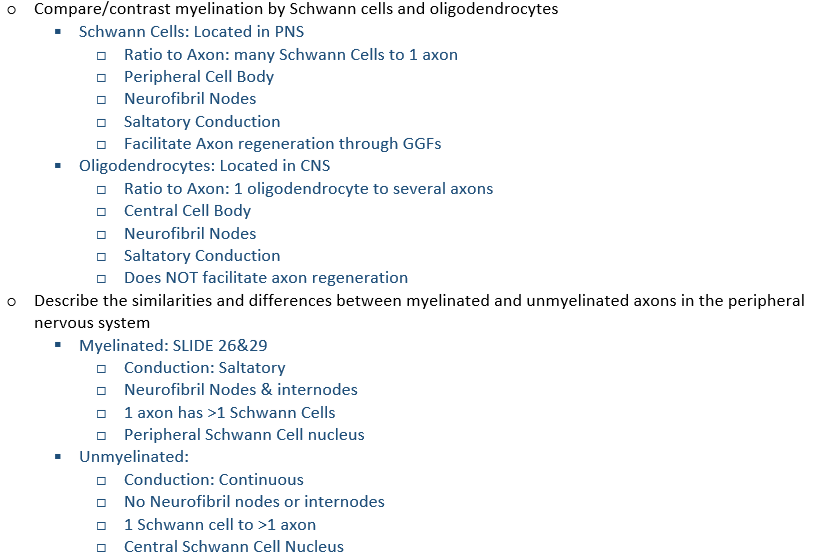 o Compare/contrast myelination by Schwann cells and oligodendrocytes
▪ Schwann Cells: Located in PNS
□ Ratio to Axon: many Schwann Cells to 1 axon
□ Peripheral Cell Body
□ Neurofibril Nodes
□ Saltatory Conduction
□ Facilitate Axon regeneration through GGFs
▪ Oligodendrocytes: Located in CNS
□ Ratio to Axon: 1 oligodendrocyte to several axons
□ Central Cell Body
□ Neurofibril Nodes
□ Saltatory Conduction
□ Does NOT facilitate axon regeneration
o Describe the similarities and differences between myelinated and unmyelinated axons in the peripheral
nervous system
▪ Myelinated: SLIDE 26&29
□ Conduction: Saltatory
□ Neurofibril Nodes & internodes
□ 1 axon has >1 Schwann Cells
□ Peripheral Schwann Cell nucleus
▪ Unmyelinated:
□ Conduction: Continuous
□ No Neurofibril nodes or internodes
□ 1 Schwann cell to >1 axon
□ Central Schwann Cell Nucleus